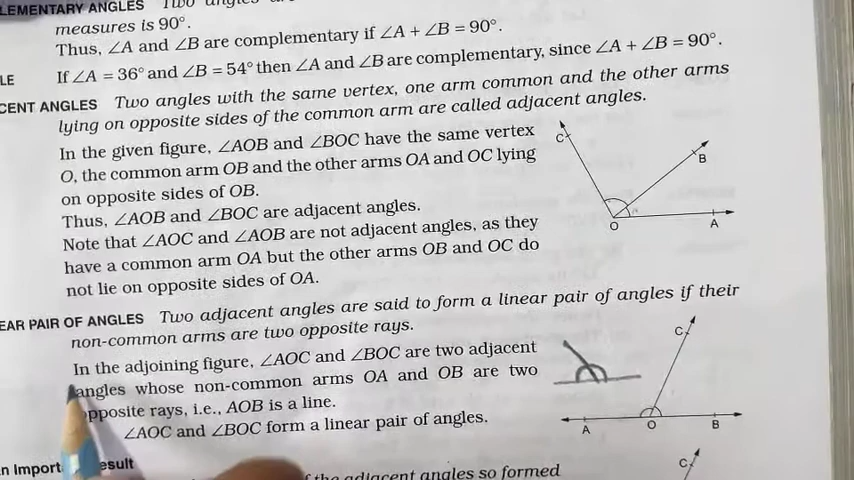 LEMENTARY ANGLES Two angles
measures is 90°.
Thus, ∠A and ∠B are complementary if ∠A + ∠B = 90°.
LE If ∠A = 36° and ∠B = 54° then ∠A and ∠B are complementary, since ∠A + ∠B = 90°.
CENT ANGLES Two angles with the same vertex, one arm common and the other arms
lying on opposite sides of the common arm are called adjacent angles.
In the given figure, ∠AOB and ∠BOC have the same vertex
O, the common arm OB and the other arms OA and OC lying
on opposite sides of OB.
Thus, ∠AOB and ∠BOC are adjacent angles.
Note that ∠AOC and ∠AOB are not adjacent angles, as they
have a common arm OA but the other arms OB and OC do
not lie on opposite sides of OA.
C
B
O
A
EAR PAIR OF ANGLES Two adjacent angles are said to form a linear pair of angles if their
non-common arms are two opposite rays.
In the adjoining figure, ∠AOC and ∠BOC are two adjacent
angles whose non-common arms OA and OB are two
opposite rays, i.e., AOB is a line.
∠AOC and ∠BOC form a linear pair of angles.
C
A
O
B
n Import esult
the adjacent angles so formed
C